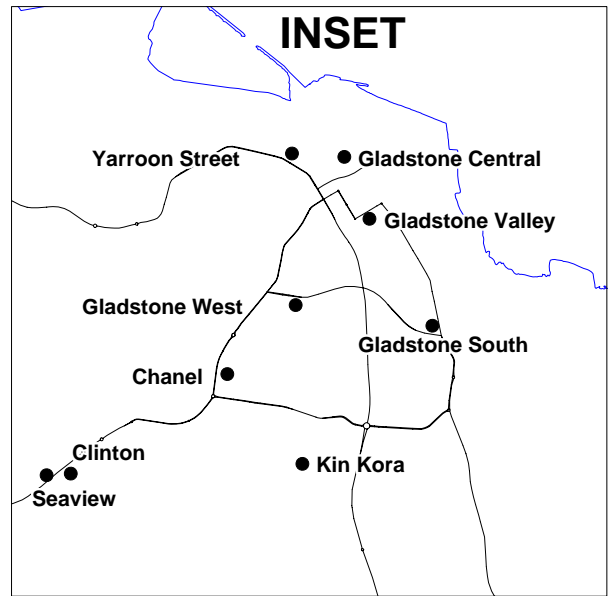 INSET
Yarroon Street
Gladstone Central
Gladstone Valley
Gladstone West
Gladstone South
Chanel
Clinton
Kin Kora
Seaview